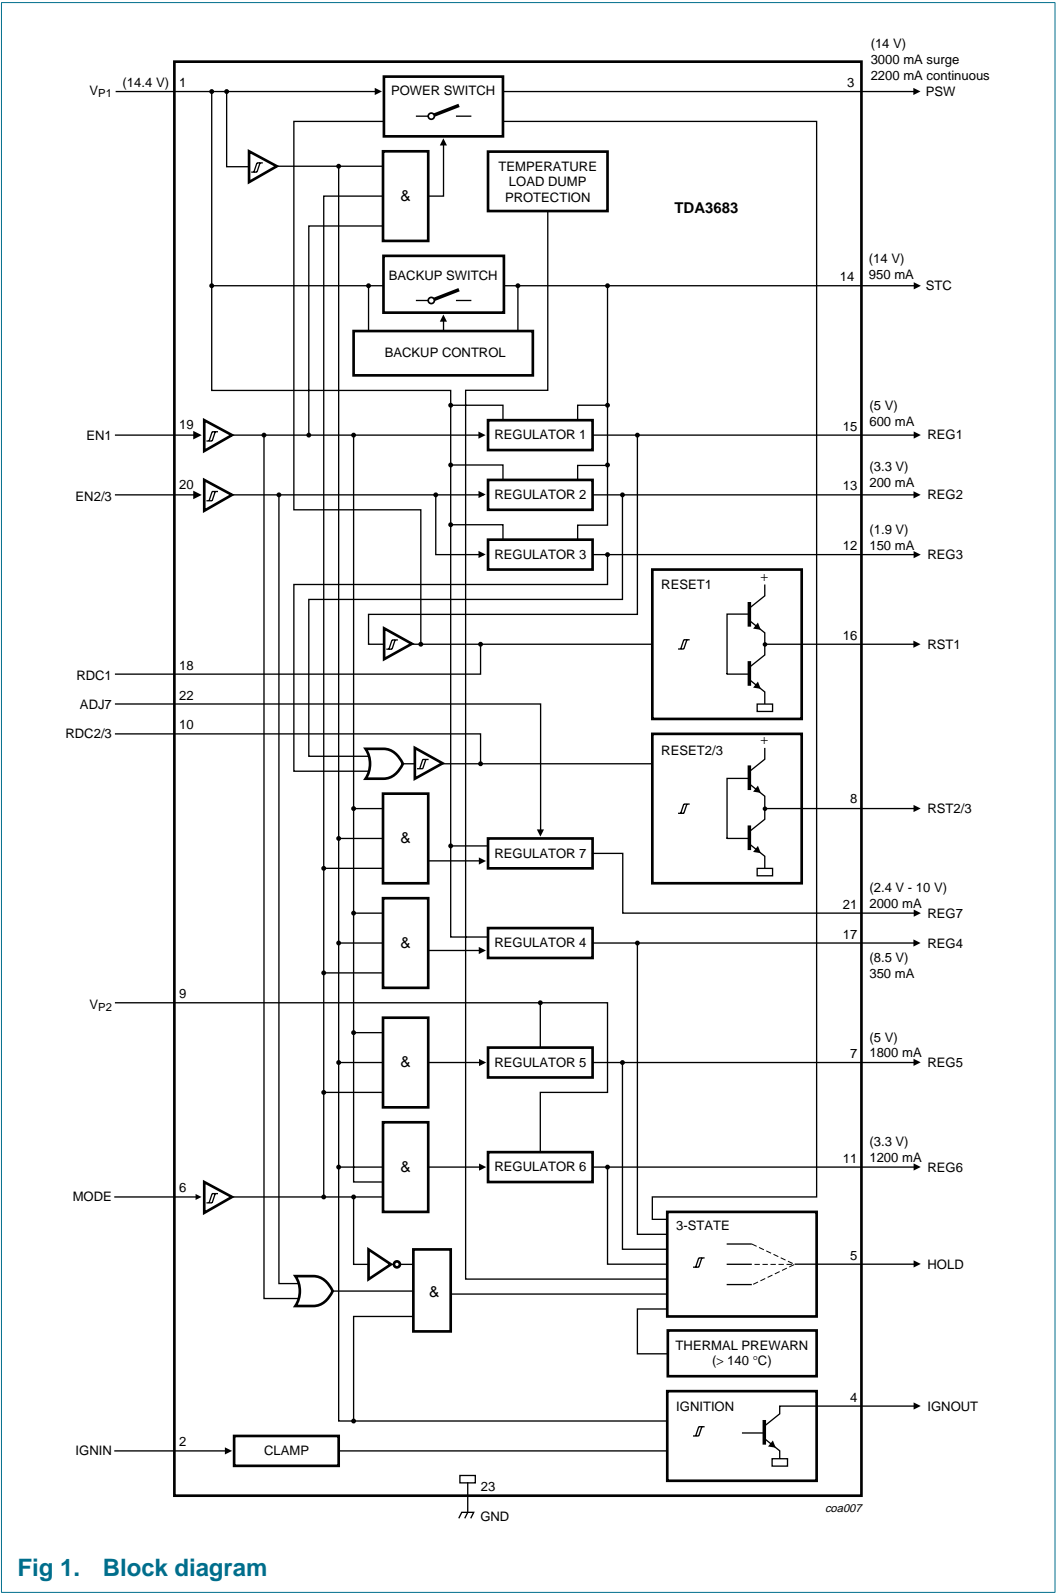 (14 V)
3000 mA surge
2200 mA continuous
VP1 (14.4 V) 1
POWER SWITCH
3 PSW
&
TEMPERATURE
LOAD DUMP
PROTECTION
TDA3683
BACKUP SWITCH
(14 V)
14 950 mA
STC
BACKUP CONTROL
(5 V)
600 mA
EN1 19
REGULATOR 1
15 REG1
(3.3 V)
200 mA
EN2/3 20
REGULATOR 2
13 REG2
(1.9 V)
150 mA
REGULATOR 3
12 REG3
RESET1
+
16 RST1
RDC1 18
ADJ7 22
RDC2/3 10
RESET2/3
+
8 RST2/3
&
REGULATOR 7
(2.4 V - 10 V)
2000 mA
21 REG7
&
REGULATOR 4
17 REG4
(8.5 V)
350 mA
VP2 9
(5 V)
1800 mA
&
REGULATOR 5
7 REG5
(3.3 V)
1200 mA
&
REGULATOR 6
11 REG6
MODE 6
3-STATE
5 HOLD
&
THERMAL PREWARN
(> 140 °C)
IGNITION
4 IGNOUT
IGNIN 2
CLAMP
23
GND
coa007
Fig 1. Block diagram